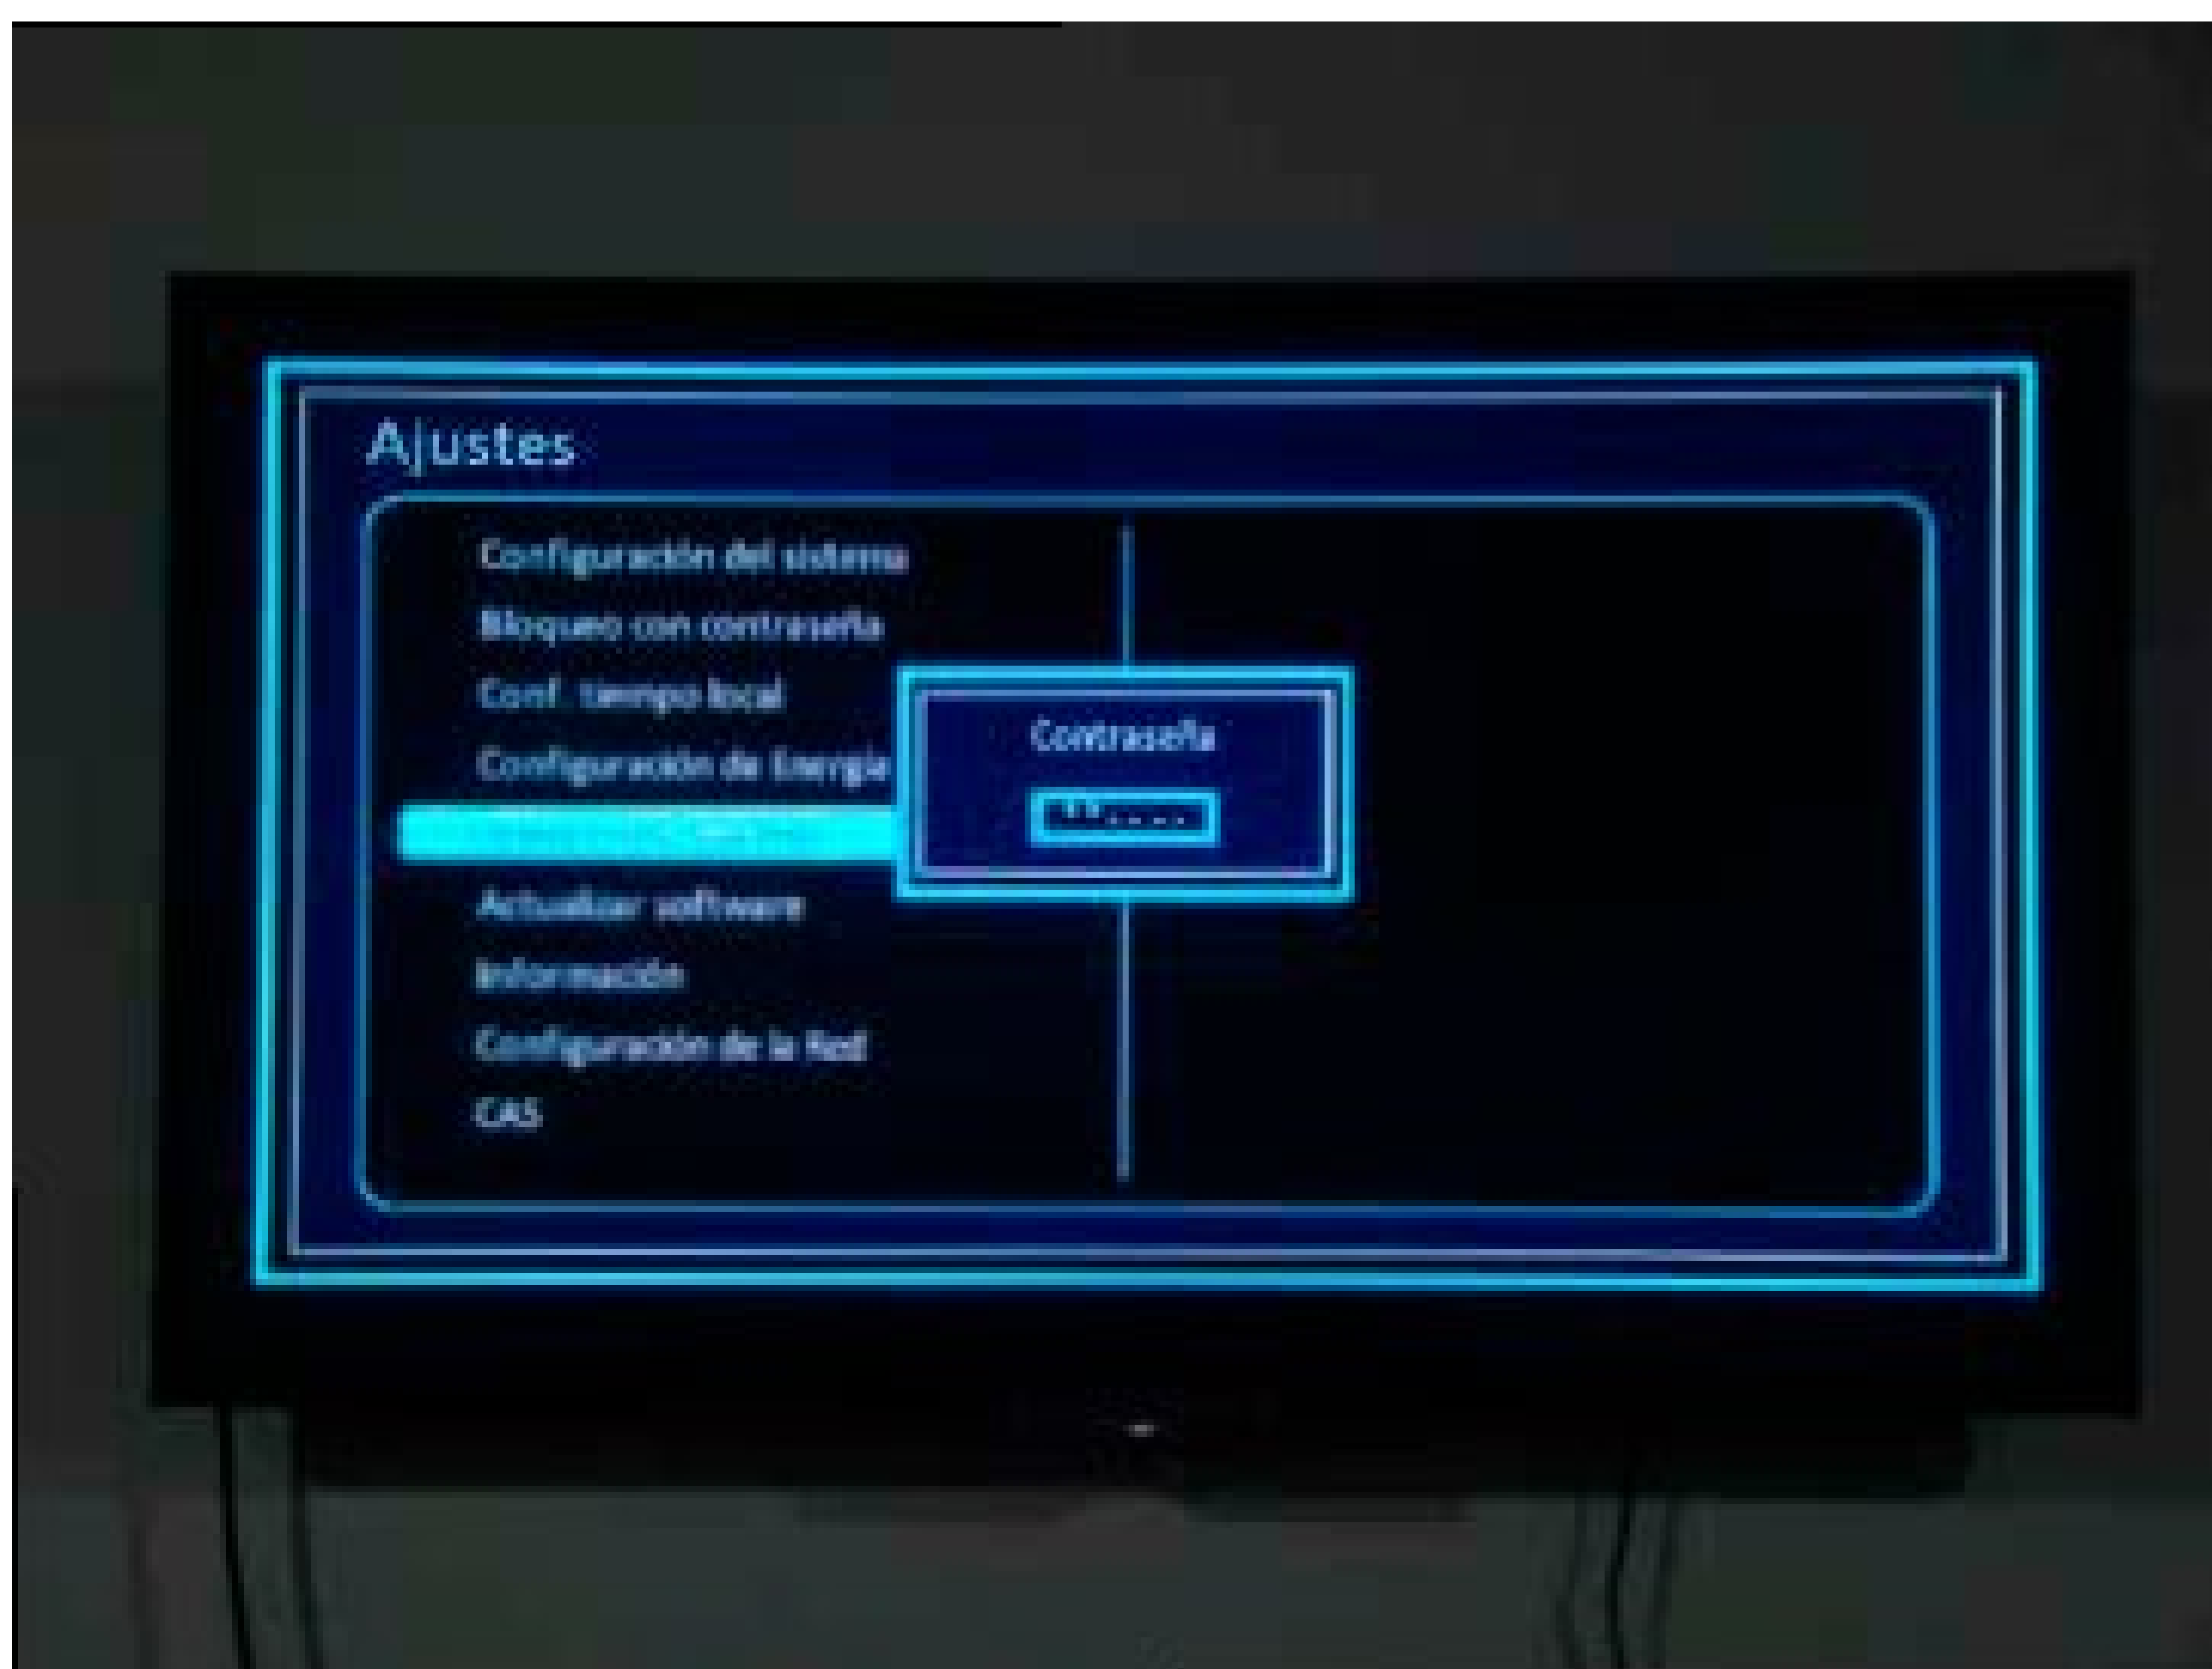 Ajustes
Configuración del sistema
Bloqueo con contraseña
Conf. tiempo local
Configuración de Energía
Contraseña
Actualizar software
Información
Configuración de la Red
CAS